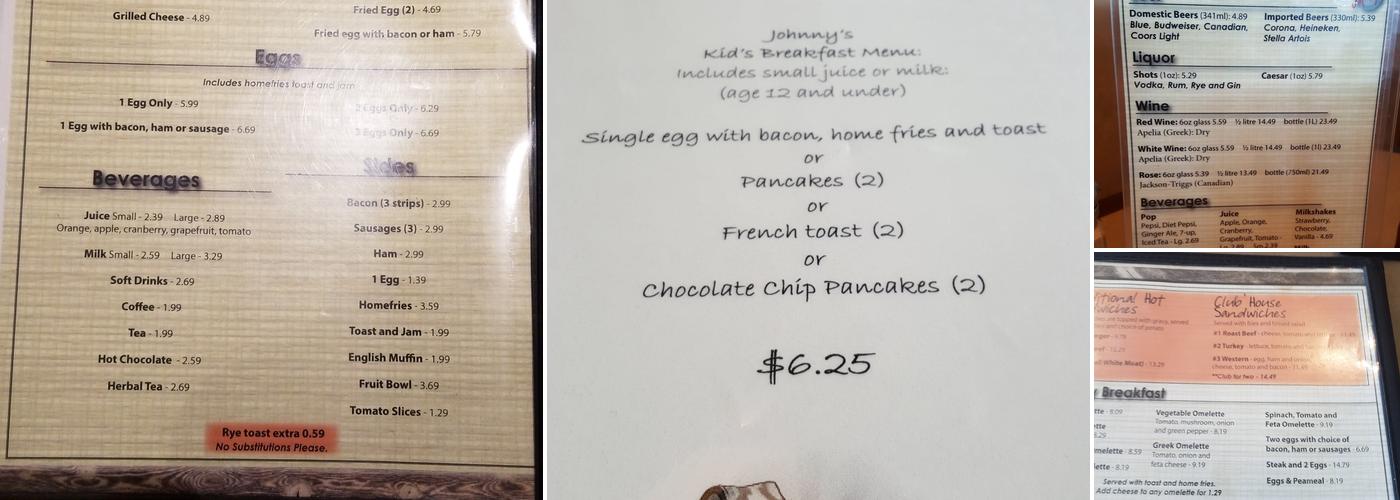 Grilled Cheese - 4.89
Fried Egg (2) - 4.69
Fried egg with bacon or ham - 5.79
Eggs
Includes homefries toast and jam
1 Egg Only - 5.99
2 Eggs Only - 6.29
1 Egg with bacon, ham or sausage - 6.69
3 Eggs Only - 6.69
Beverages
Juice Small - 2.39 Large - 2.89
Orange, apple, cranberry, grapefruit, tomato
Milk Small - 2.59 Large - 3.29
Soft Drinks - 2.69
Coffee - 1.99
Tea - 1.99
Hot Chocolate - 2.59
Herbal Tea - 2.69
Sides
Bacon (3 strips) - 2.99
Sausages (3) - 2.99
Ham - 2.99
1 Egg - 1.39
Homefries - 3.59
Toast and Jam - 1.99
English Muffin - 1.99
Fruit Bowl - 3.69
Tomato Slices - 1.29
Rye toast extra 0.59
No Substitutions Please.
Johnny's
Kid's Breakfast Menu:
Includes small juice or milk:
(age 12 and under)
Single egg with bacon, home fries and toast
or
Pancakes (2)
or
French toast (2)
or
Chocolate Chip Pancakes (2)
$6.25
Domestic Beers (341ml): 4.89
Blue, Budweiser, Canadian,
Coors Light
Imported Beers (330ml): 5.39
Corona, Heineken,
Stella Artois
Liquor
Shots (1oz) 5.29
Vodka, Rum, Rye and Gin
Caesar (1oz) 5.79
Wine
Red Wine: 6oz glass 5.59 ½ litre 14.49 bottle (1L) 23.49
Apelia (Greek): Dry
White Wine: 6oz glass 5.59 ½ litre 14.49 bottle (1l) 23.49
Apelia (Greek): Dry
Rose: 6oz glass 5.39 ½ litre 13.49 bottle (750ml) 21.49
Jackson-Triggs (Canadian)
Beverages
Pop
Pepsi, Diet Pepsi,
Ginger Ale, 7-up,
Iced Tea - Lg. 2.69
Juice
Apple, Orange,
Cranberry,
Grapefruit, Tomato -
Milkshakes
Strawberry,
Chocolate,
Vanilla - 4.69
Hot
Club House
Sandwiches
#1 Roast Beef - cheese, tomato and
#2 Turkey - lettuce, tomato
#3 Western - egg, ham and onion,
cheese, tomato and bacon
**Club for two - 14.49
White Meat) - 13.29
Breakfast
Vegetable Omelette
Tomato, mushroom, onion
and green pepper - 8.19
Greek Omelette
Tomato, onion and
feta cheese - 9.19
Spinach, Tomato and
Feta Omelette - 9.19
Two eggs with choice of
bacon, ham or sausages - 6.69
Steak and 2 Eggs - 14.79
Eggs & Peameal - 8.19
Served with toast and home fries.
Add cheese to any omelette for 1.29